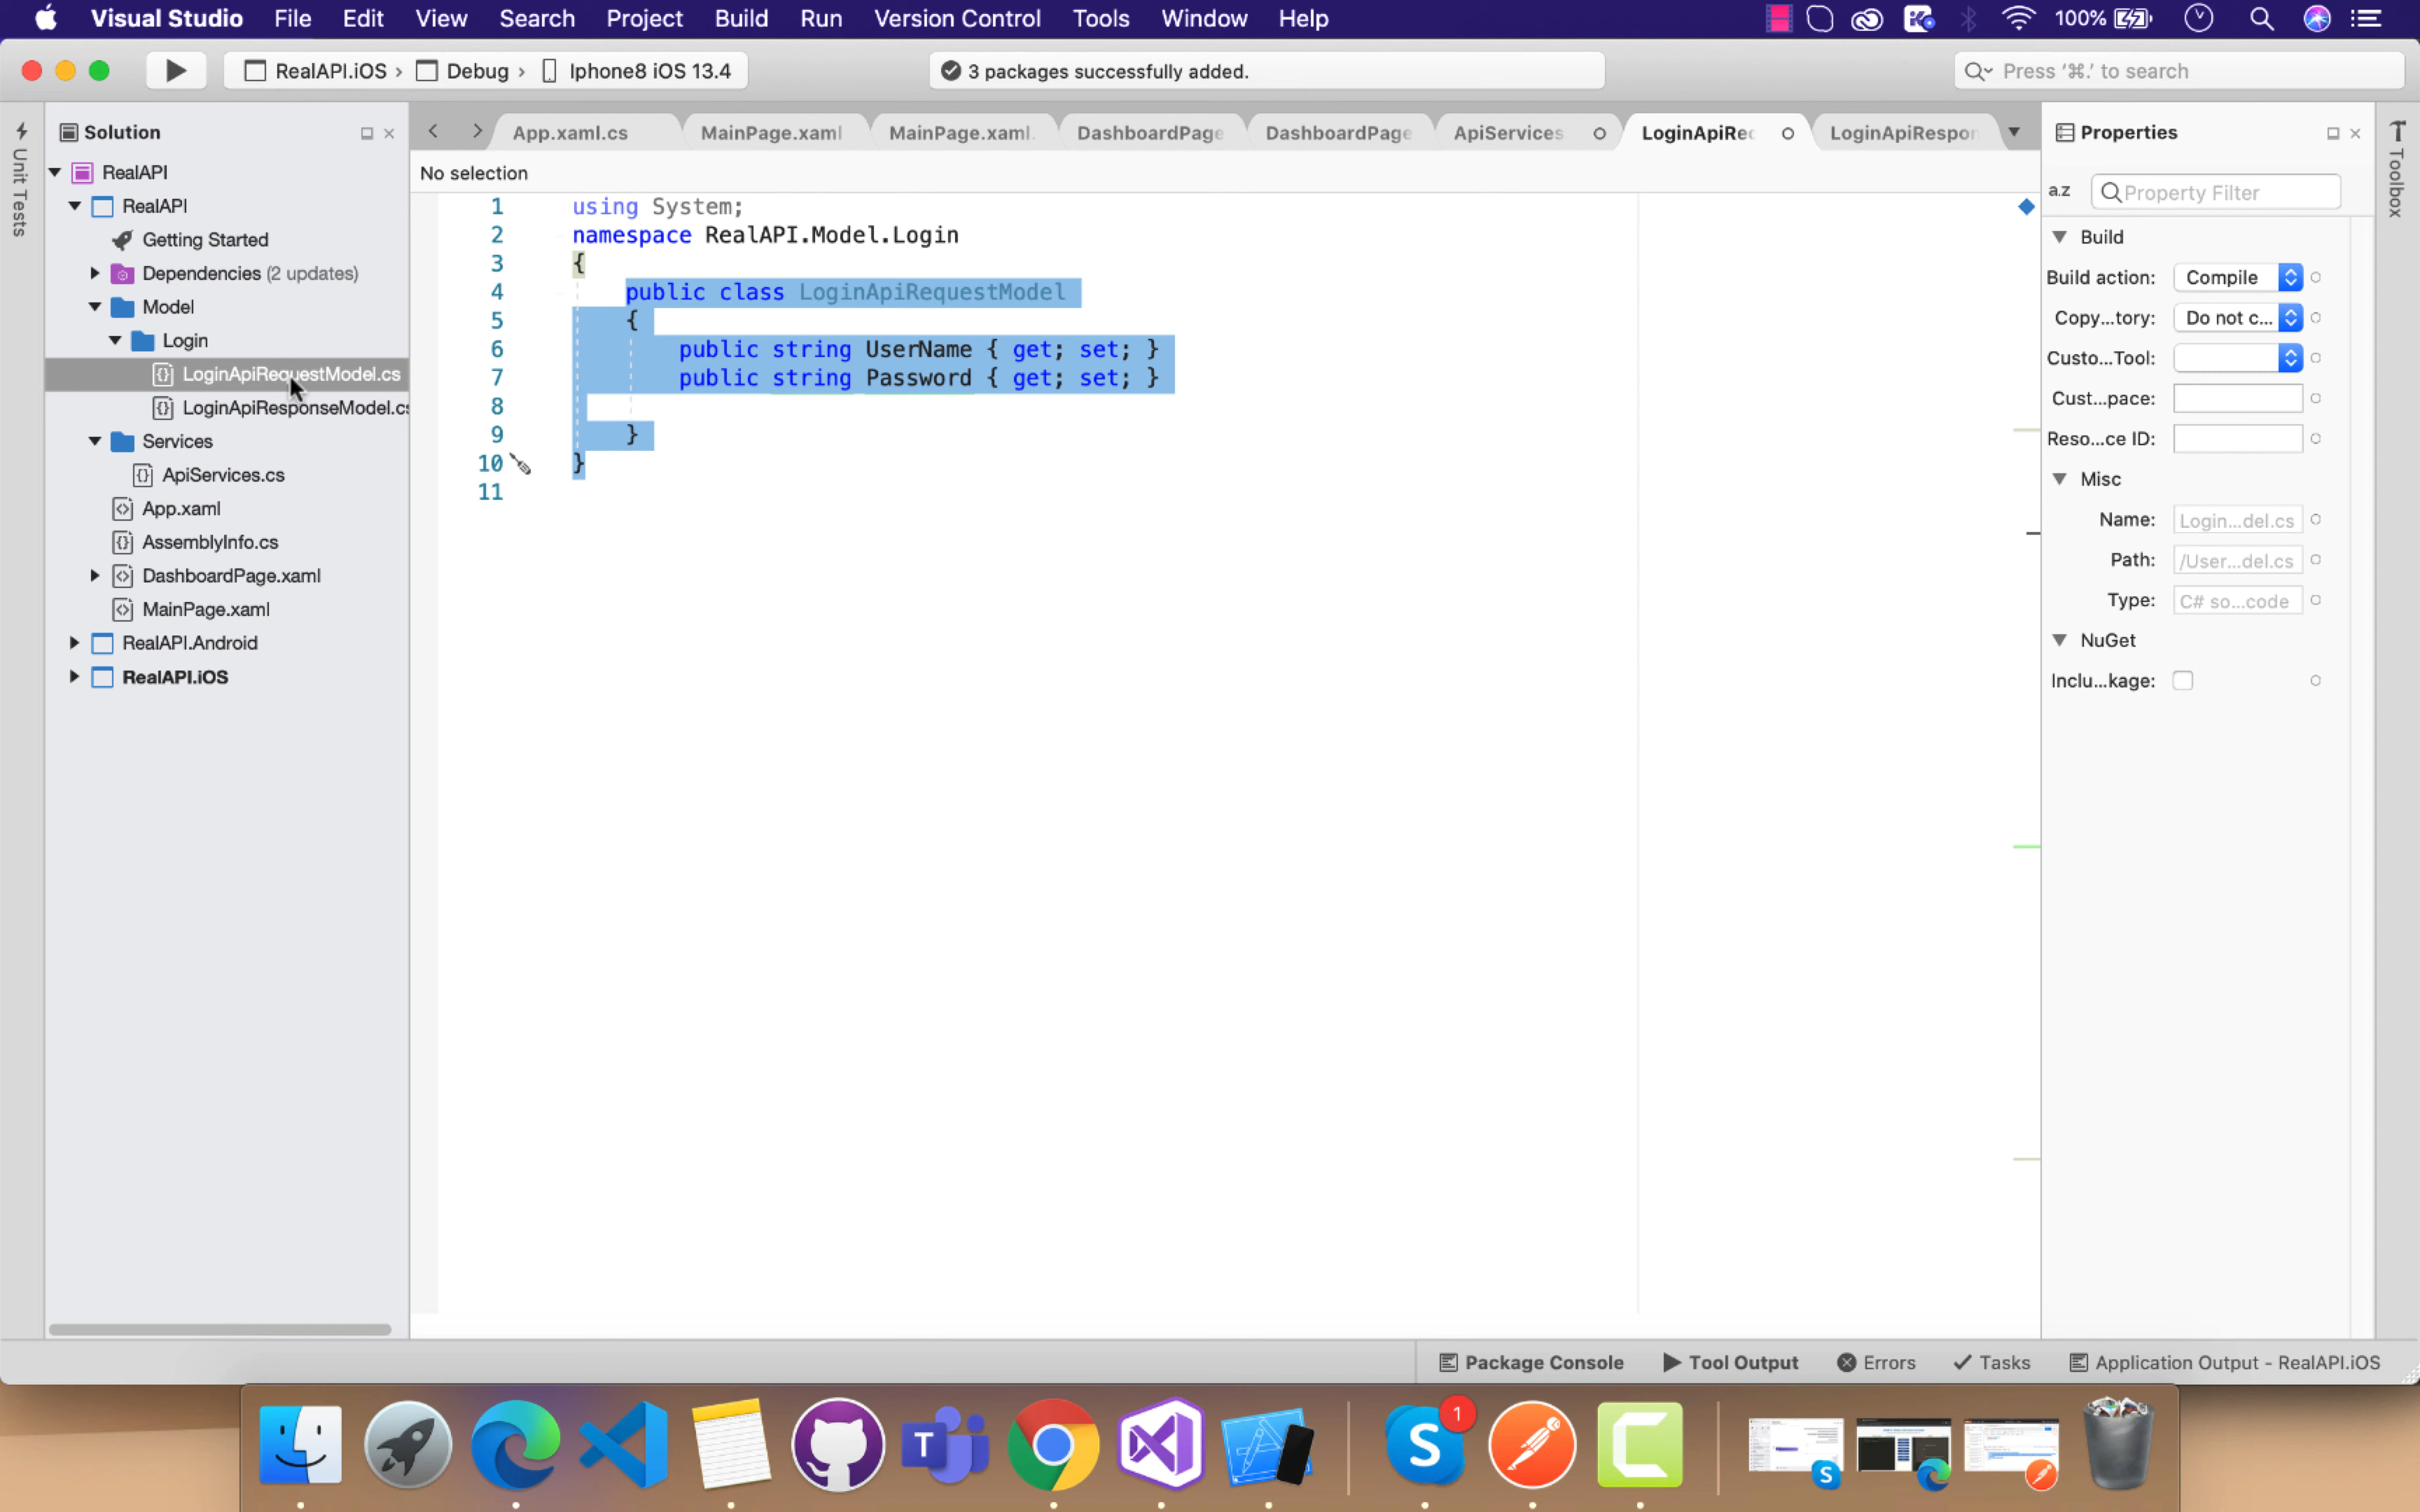 Visual Studio File Edit View Search Project Build Run Version Control Tools Window Help 100%
RealAPI.iOS › Debug › Iphone8 iOS 13.4
3 packages successfully added.
Press '⌘.' to search
Unit Tests
Solution
RealAPI
RealAPI
Getting Started
Dependencies (2 updates)
Model
Login
LoginApiRequestModel.cs
LoginApiResponseModel.cs
Services
ApiServices.cs
App.xaml
AssemblyInfo.cs
DashboardPage.xaml
MainPage.xaml
RealAPI.Android
RealAPI.iOS
App.xaml.cs MainPage.xaml MainPage.xaml. DashboardPage DashboardPage ApiServices LoginApiRec LoginApiRespon
No selection
1 using System;
2 namespace RealAPI.Model.Login
3 {
4 public class LoginApiRequestModel
5 {
6 public string UserName { get; set; }
7 public string Password { get; set; }
8
9 }
10 }
11
Properties
a.z Property Filter
Build
Build action: Compile
Copy...tory: Do not c...
Custo...Tool:
Cust...pace:
Reso...ce ID:
Misc
Name: Login...del.cs
Path: /User...del.cs
Type: C# so...code
NuGet
Inclu...kage:
Toolbox
Package Console Tool Output Errors Tasks Application Output - RealAPI.iOS
T
S
1
S